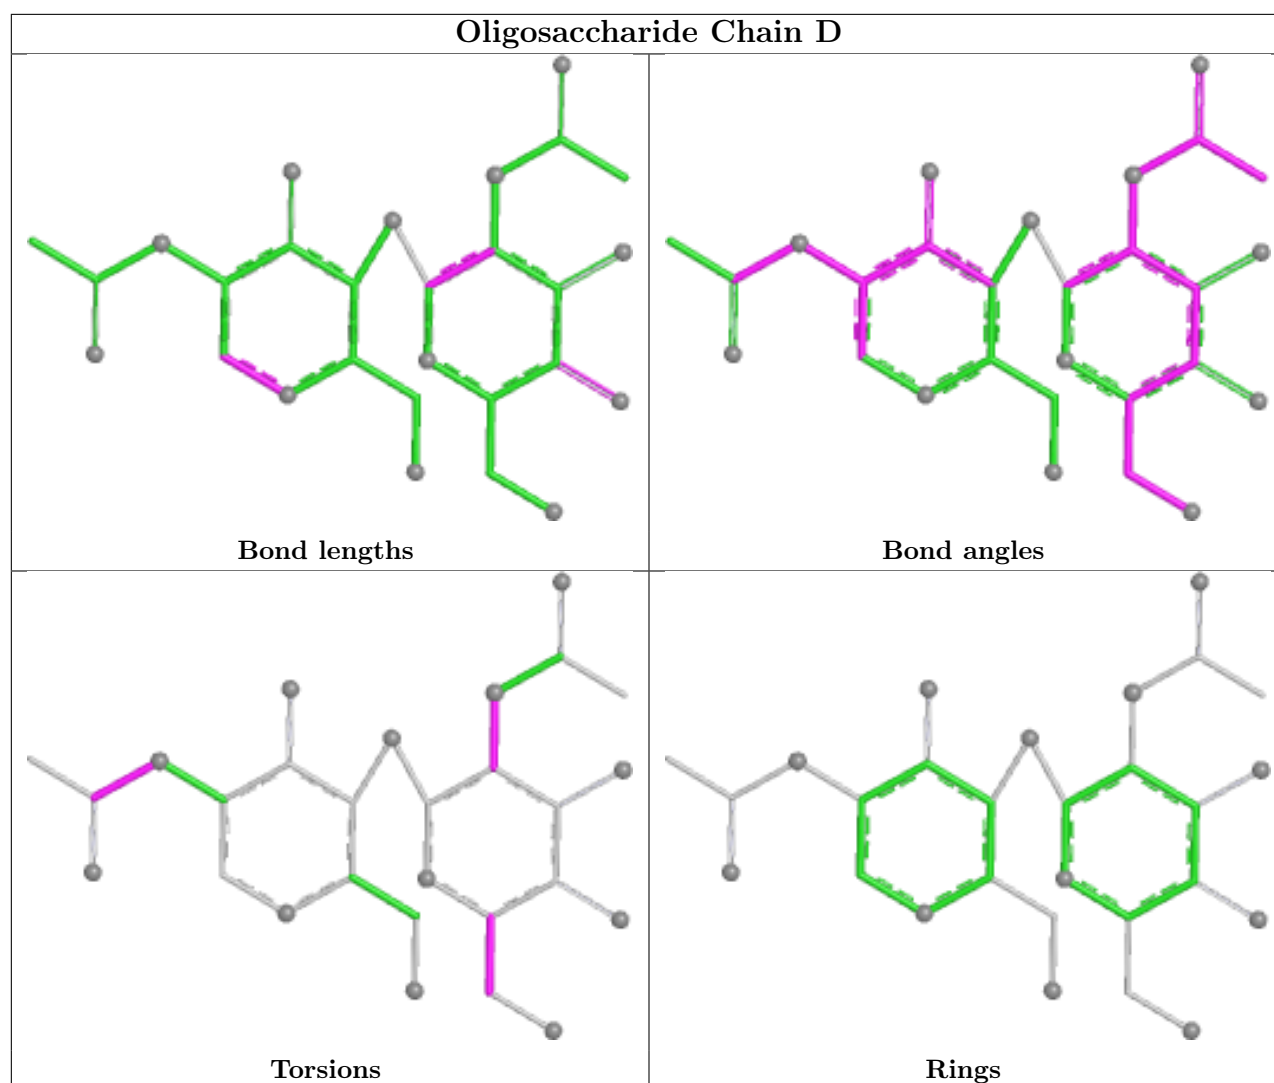 Oligosaccharide Chain D
Bond lengths
Bond angles
Torsions
Rings